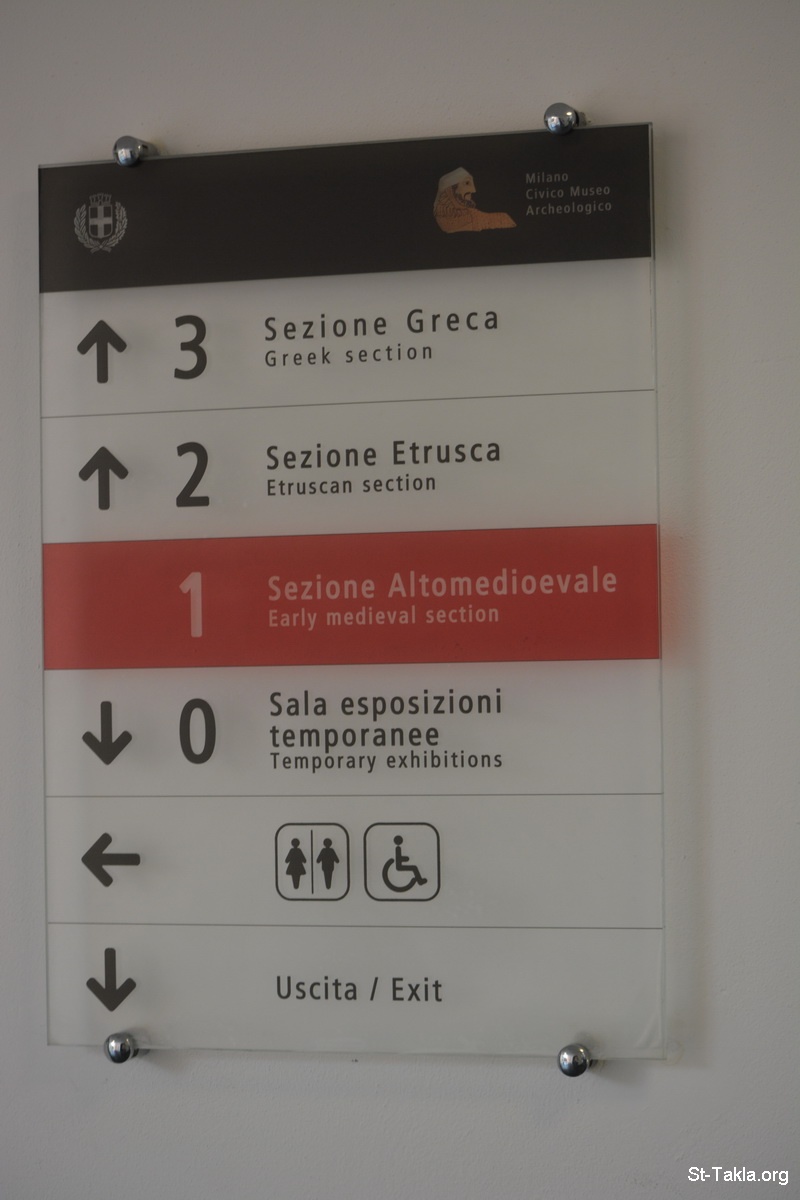 Milano
Civico Museo
Archeologico
3 Sezione Greca
Greek section
2 Sezione Etrusca
Etruscan section
1 Sezione Altomedioevale
Early medieval section
0 Sala esposizioni
temporanee
Temporary exhibitions
Uscita / Exit
St-Takla.org